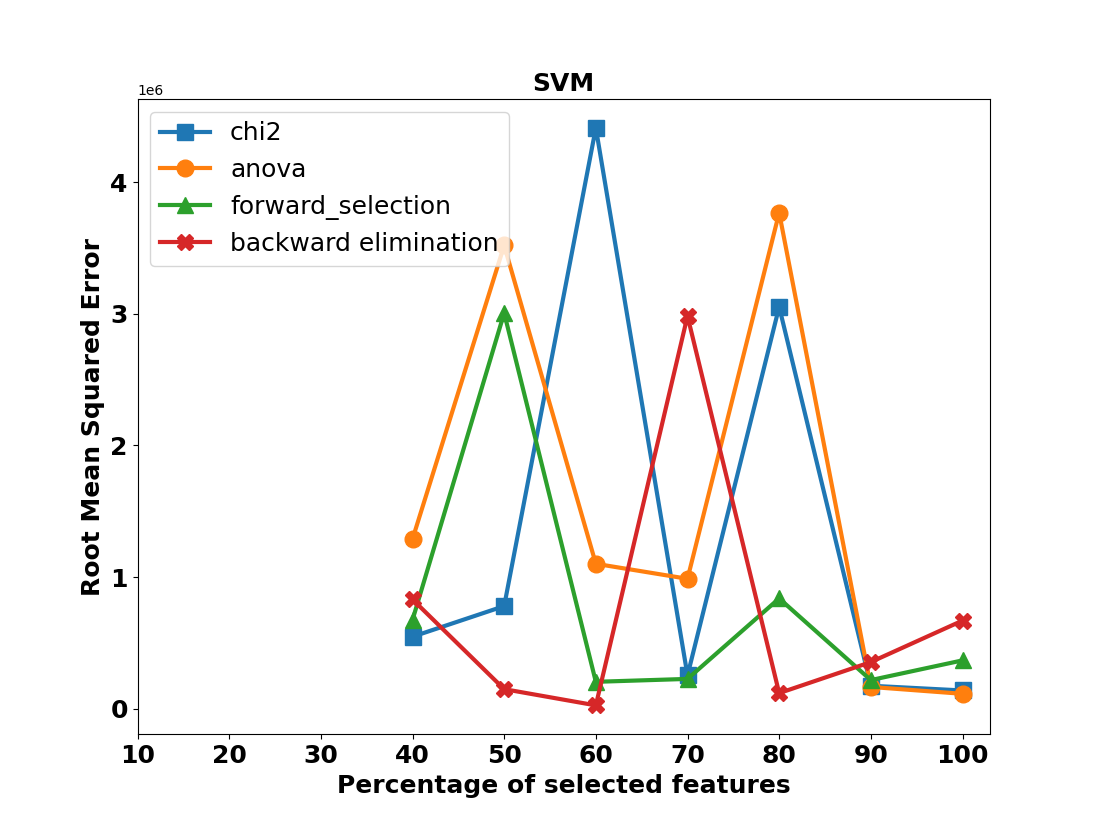 SVM
1e6
chi2
anova
forward_selection
backward elimination
4
3
2
1
0
Root Mean Squared Error
10 20 30 40 50 60 70 80 90 100
Percentage of selected features